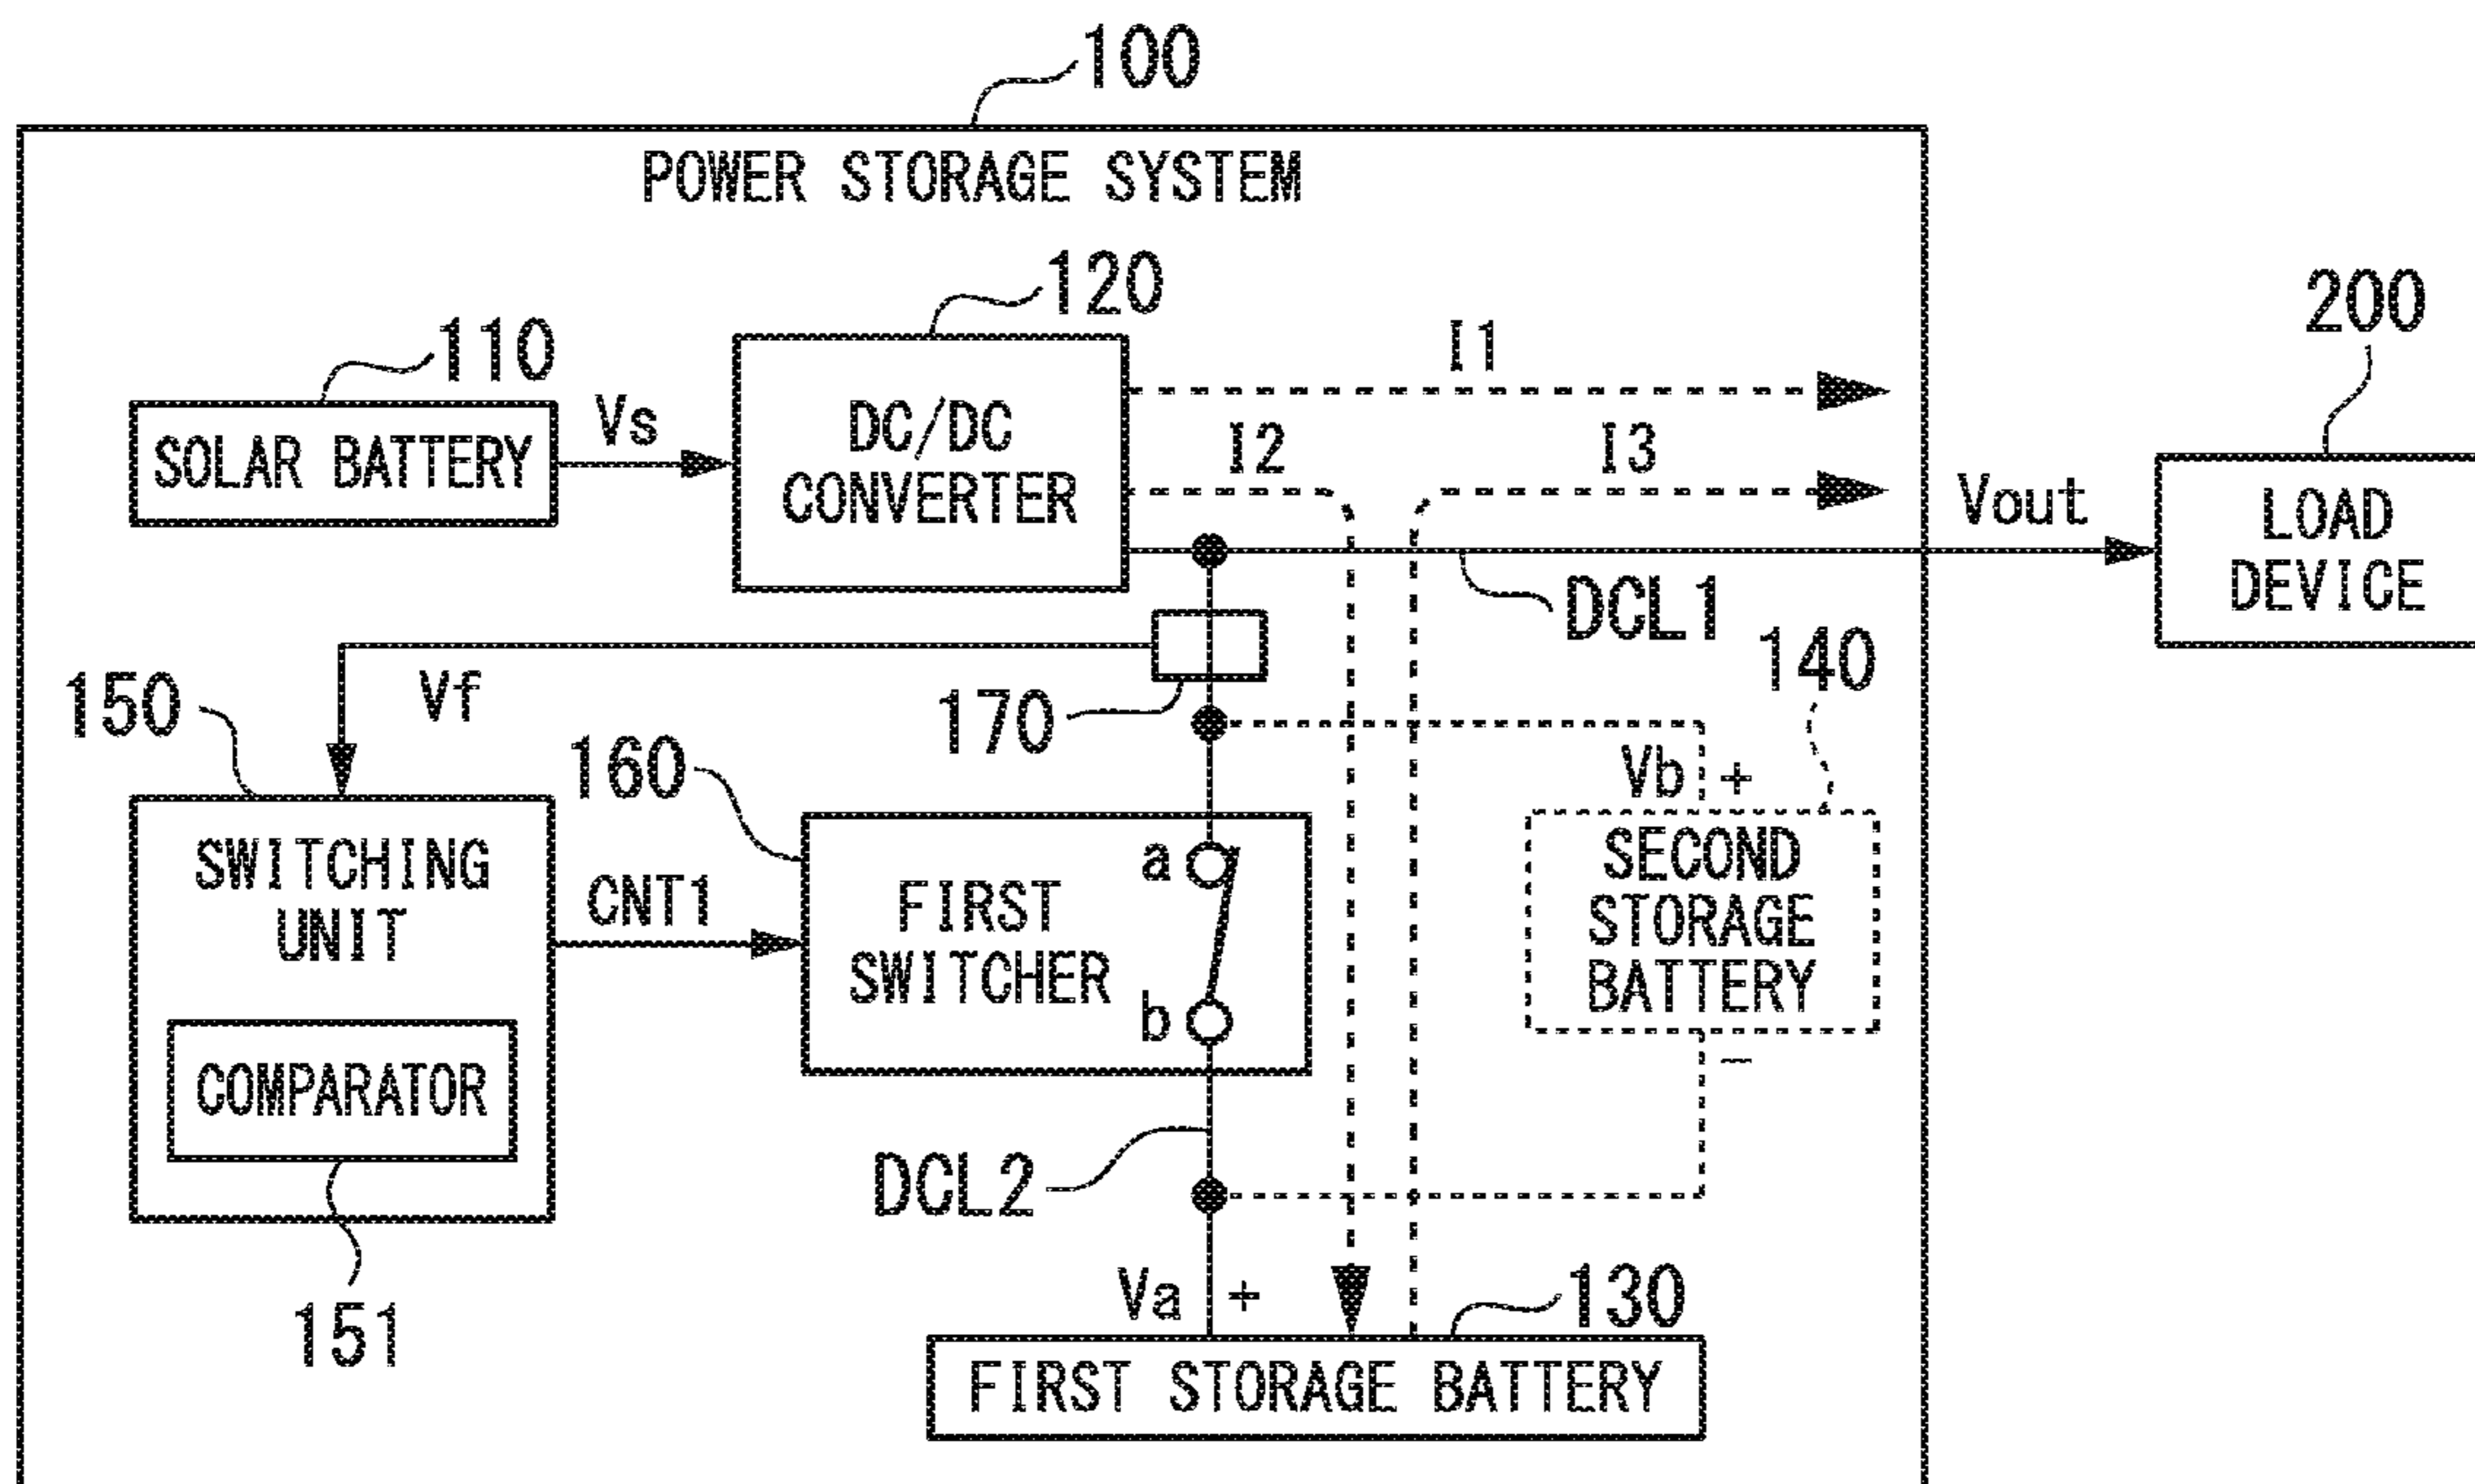 100
POWER STORAGE SYSTEM
120
200
110
I1
SOLAR BATTERY
Vs
DC/DC
CONVERTER
I2
I3
Vout
LOAD
DEVICE
DCL1
140
150
Vf
170
160
Vb +
SWITCHING
UNIT
CNT1
FIRST
SWITCHER
a
b
SECOND
STORAGE
BATTERY
−
COMPARATOR
151
DCL2
Va +
130
FIRST STORAGE BATTERY